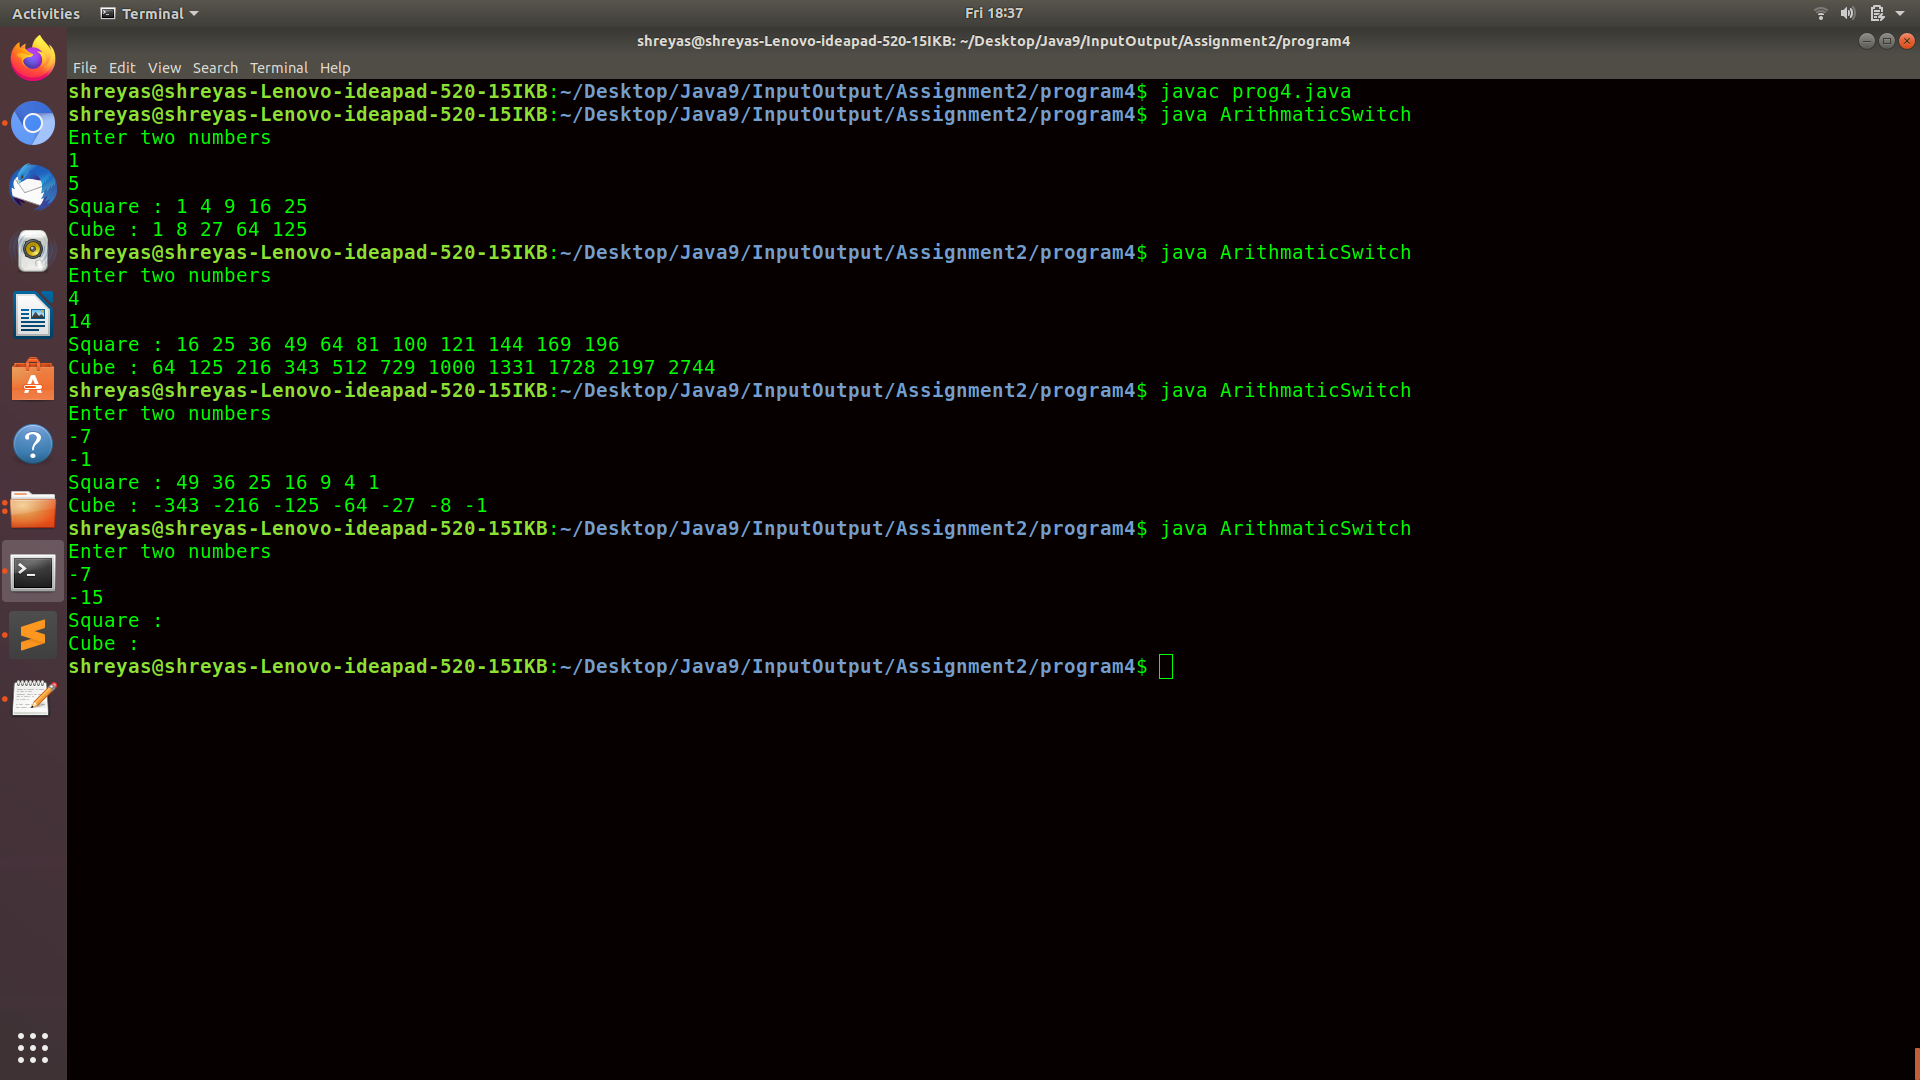 Activities Terminal Fri 18:37
shreyas@shreyas-Lenovo-ideapad-520-15IKB: ~/Desktop/Java9/InputOutput/Assignment2/program4
File Edit View Search Terminal Help
shreyas@shreyas-Lenovo-ideapad-520-15IKB:~/Desktop/Java9/InputOutput/Assignment2/program4$ javac prog4.java
shreyas@shreyas-Lenovo-ideapad-520-15IKB:~/Desktop/Java9/InputOutput/Assignment2/program4$ java ArithmaticSwitch
Enter two numbers
1
5
Square : 1 4 9 16 25
Cube : 1 8 27 64 125
shreyas@shreyas-Lenovo-ideapad-520-15IKB:~/Desktop/Java9/InputOutput/Assignment2/program4$ java ArithmaticSwitch
Enter two numbers
4
14
Square : 16 25 36 49 64 81 100 121 144 169 196
Cube : 64 125 216 343 512 729 1000 1331 1728 2197 2744
shreyas@shreyas-Lenovo-ideapad-520-15IKB:~/Desktop/Java9/InputOutput/Assignment2/program4$ java ArithmaticSwitch
Enter two numbers
-7
-1
Square : 49 36 25 16 9 4 1
Cube : -343 -216 -125 -64 -27 -8 -1
shreyas@shreyas-Lenovo-ideapad-520-15IKB:~/Desktop/Java9/InputOutput/Assignment2/program4$ java ArithmaticSwitch
Enter two numbers
-7
-15
Square :
Cube :
shreyas@shreyas-Lenovo-ideapad-520-15IKB:~/Desktop/Java9/InputOutput/Assignment2/program4$